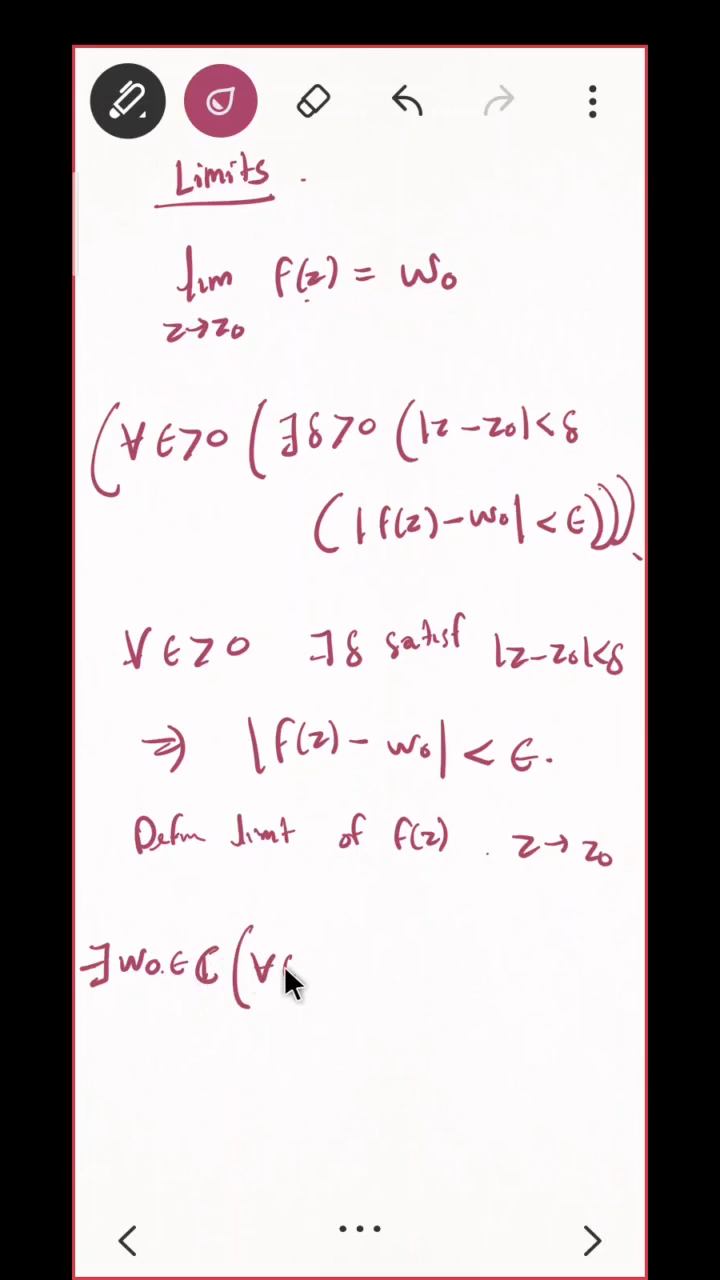 Limits .
lim f(z) = w₀
z→z₀
(∀ ϵ>0 (∃ δ>0 (|z-z₀|<δ
(|f(z)-w₀| < ϵ)))).
∀ ϵ>0 ∃ δ satisf |z-z₀|<δ
⇒ |f(z) - w₀| < ϵ.
Defn limit of f(z) . z→z₀
∃ w₀.∈ ℂ (∀